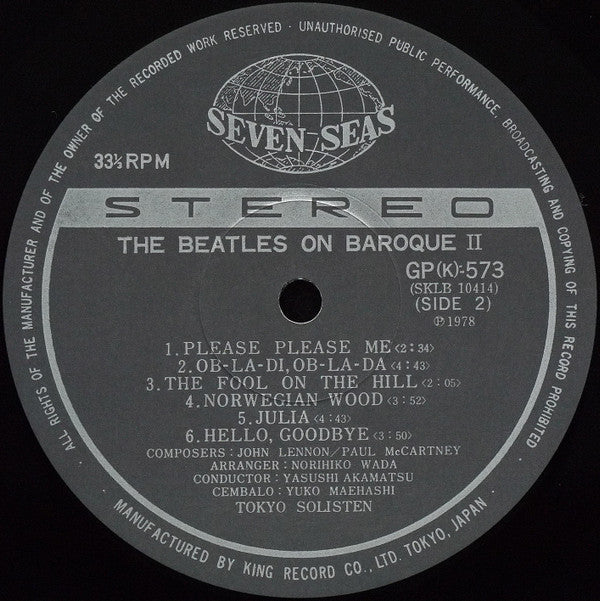 ALL RIGHTS OF THE MANUFACTURER AND OF THE OWNER OF THE RECORDED WORK RESERVED · UNAUTHORISED PUBLIC PERFORMANCE, BROADCASTING AND COPYING OF THIS RECORD PROHIBITED
SEVEN SEAS
33⅓RPM
STEREO
THE BEATLES ON BAROQUE II
GP(K)-573
(SKLB 10414)
(SIDE 2)
℗1978
1.PLEASE PLEASE ME<2:34)
2.OB-LA-DI, OB-LA-DA<4:43)
3.THE FOOL ON THE HILL<2:05)
4.NORWEGIAN WOOD<3:52)
5.JULIA<4:43)
6.HELLO, GOODBYE<3:50)
COMPOSERS:JOHN LENNON/PAUL McCARTNEY
ARRANGER:NORIHIKO WADA
CONDUCTOR:YASUSHI AKAMATSU
CEMBALO:YUKO MAEHASHI
TOKYO SOLISTEN
MANUFACTURED BY KING RECORD CO., LTD. TOKYO, JAPAN·